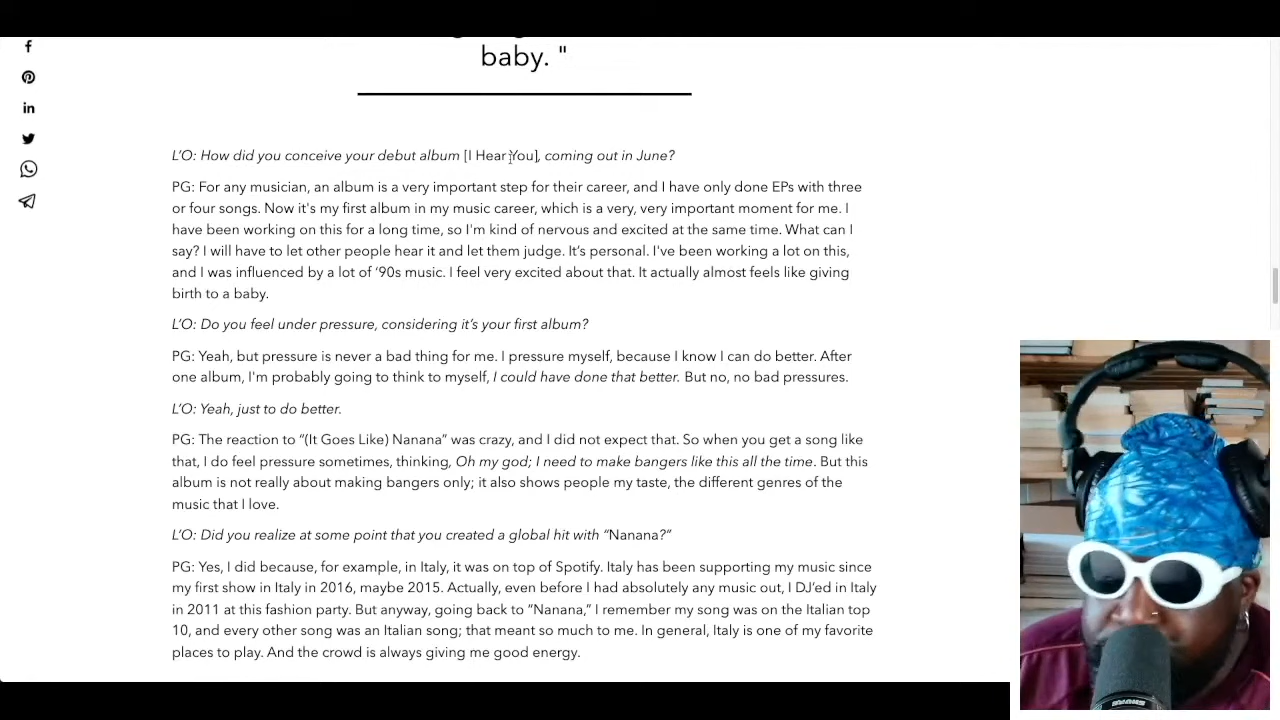 baby. "
L'O: How did you conceive your debut album [I Hear You], coming out in June?
PG: For any musician, an album is a very important step for their career, and I have only done EPs with three
or four songs. Now it's my first album in my music career, which is a very, very important moment for me. I
have been working on this for a long time, so I'm kind of nervous and excited at the same time. What can I
say? I will have to let other people hear it and let them judge. It's personal. I've been working a lot on this,
and I was influenced by a lot of '90s music. I feel very excited about that. It actually almost feels like giving
birth to a baby.
L'O: Do you feel under pressure, considering it's your first album?
PG: Yeah, but pressure is never a bad thing for me. I pressure myself, because I know I can do better. After
one album, I'm probably going to think to myself, I could have done that better. But no, no bad pressures.
L'O: Yeah, just to do better.
PG: The reaction to "(It Goes Like) Nanana" was crazy, and I did not expect that. So when you get a song like
that, I do feel pressure sometimes, thinking, Oh my god; I need to make bangers like this all the time. But this
album is not really about making bangers only; it also shows people my taste, the different genres of the
music that I love.
L'O: Did you realize at some point that you created a global hit with "Nanana?"
PG: Yes, I did because, for example, in Italy, it was on top of Spotify. Italy has been supporting my music since
my first show in Italy in 2016, maybe 2015. Actually, even before I had absolutely any music out, I DJ'ed in Italy
in 2011 at this fashion party. But anyway, going back to "Nanana," I remember my song was on the Italian top
10, and every other song was an Italian song; that meant so much to me. In general, Italy is one of my favorite
places to play. And the crowd is always giving me good energy.
SHURE